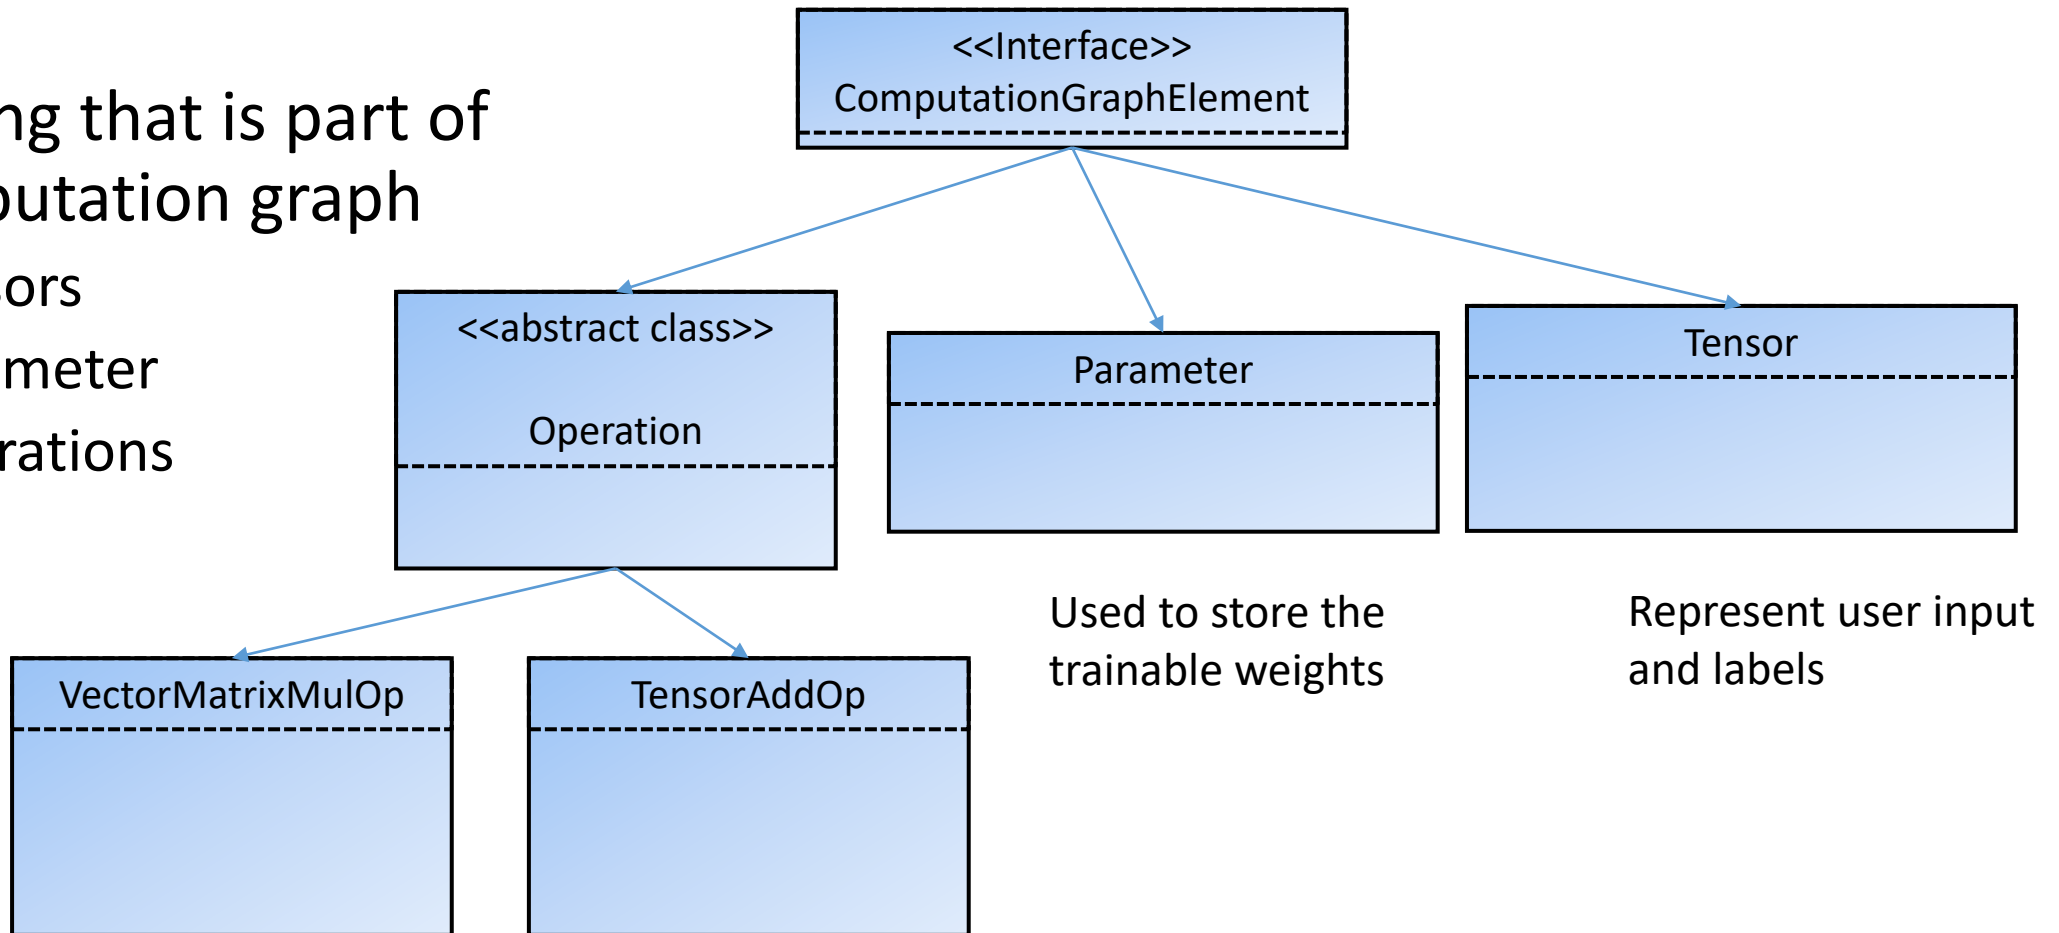 ng that is part of
putation graph
sors
meter
rations
<<Interface>>
ComputationGraphElement
<<abstract class>>
Operation
Parameter
Tensor
Used to store the
trainable weights
Represent user input
and labels
VectorMatrixMulOp
TensorAddOp